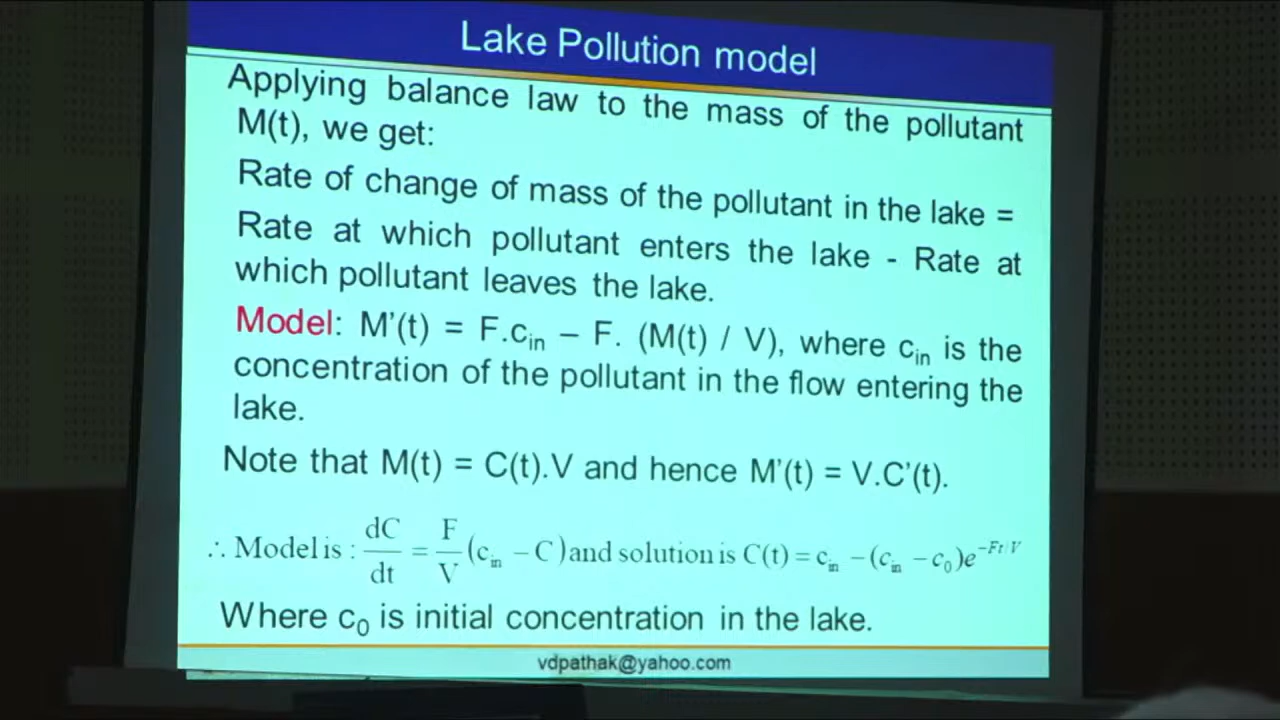 Lake Pollution model
Applying balance law to the mass of the pollutant
M(t), we get:
Rate of change of mass of the pollutant in the lake =
Rate at which pollutant enters the lake - Rate at
which pollutant leaves the lake.
Model: M’(t) = F.cᵢₙ – F. (M(t) / V), where cᵢₙ is the
concentration of the pollutant in the flow entering the
lake.
Note that M(t) = C(t).V and hence M’(t) = V.C’(t).
∴ Model is : dC/dt = F/V (cᵢₙ – C) and solution is C(t) = cᵢₙ – (cᵢₙ – c₀)e^(–Ft/V)
Where c₀ is initial concentration in the lake.
vdpathak@yahoo.com